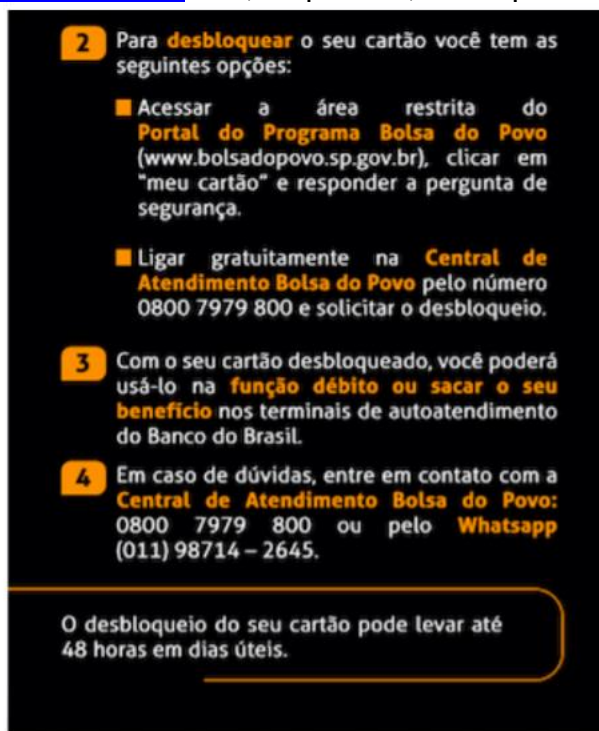 2 Para desbloquear o seu cartão você tem as
seguintes opções:
Acessar a área restrita do
Portal do Programa Bolsa do Povo
(www.bolsadopovo.sp.gov.br), clicar em
"meu cartão" e responder a pergunta de
segurança.
Ligar gratuitamente na Central de
Atendimento Bolsa do Povo pelo número
0800 7979 800 e solicitar o desbloqueio.
3 Com o seu cartão desbloqueado, você poderá
usá-lo na função débito ou sacar o seu
benefício nos terminais de autoatendimento
do Banco do Brasil.
4 Em caso de dúvidas, entre em contato com a
Central de Atendimento Bolsa do Povo:
0800 7979 800 ou pelo Whatsapp
(011) 98714 – 2645.
O desbloqueio do seu cartão pode levar até
48 horas em dias úteis.